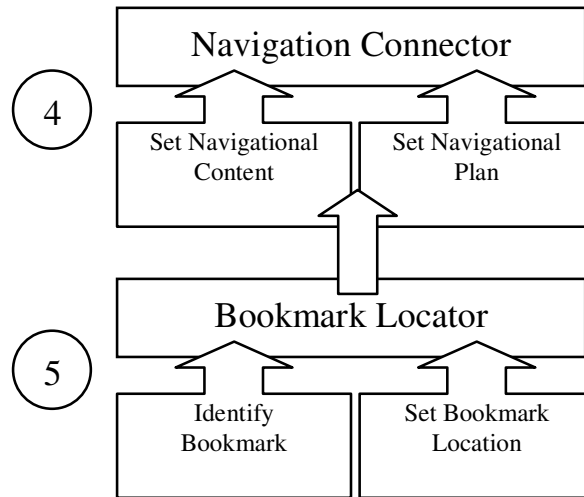 Navigation Connector
4
Set Navigational
Content
Set Navigational
Plan
Bookmark Locator
5
Identify
Bookmark
Set Bookmark
Location